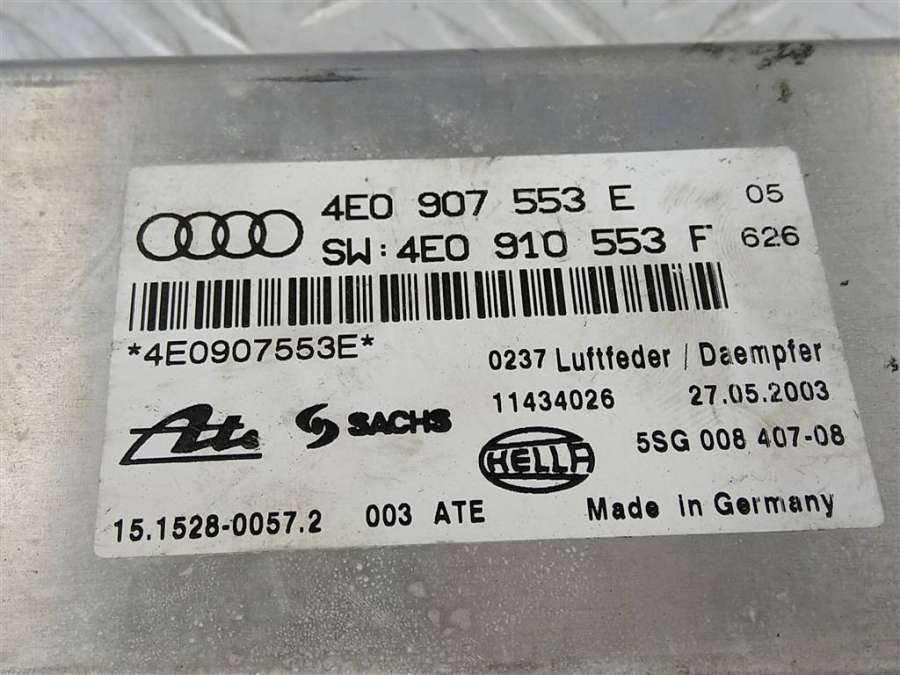 4E0 907 553 E 05
SW:4E0 910 553 F 626
*4E0907553E*
0237 Luftfeder / Daempfer
11434026 27.05.2003
Ate SACHS HELLA 5SG 008 407-08
15.1528-0057.2 003 ATE Made in Germany